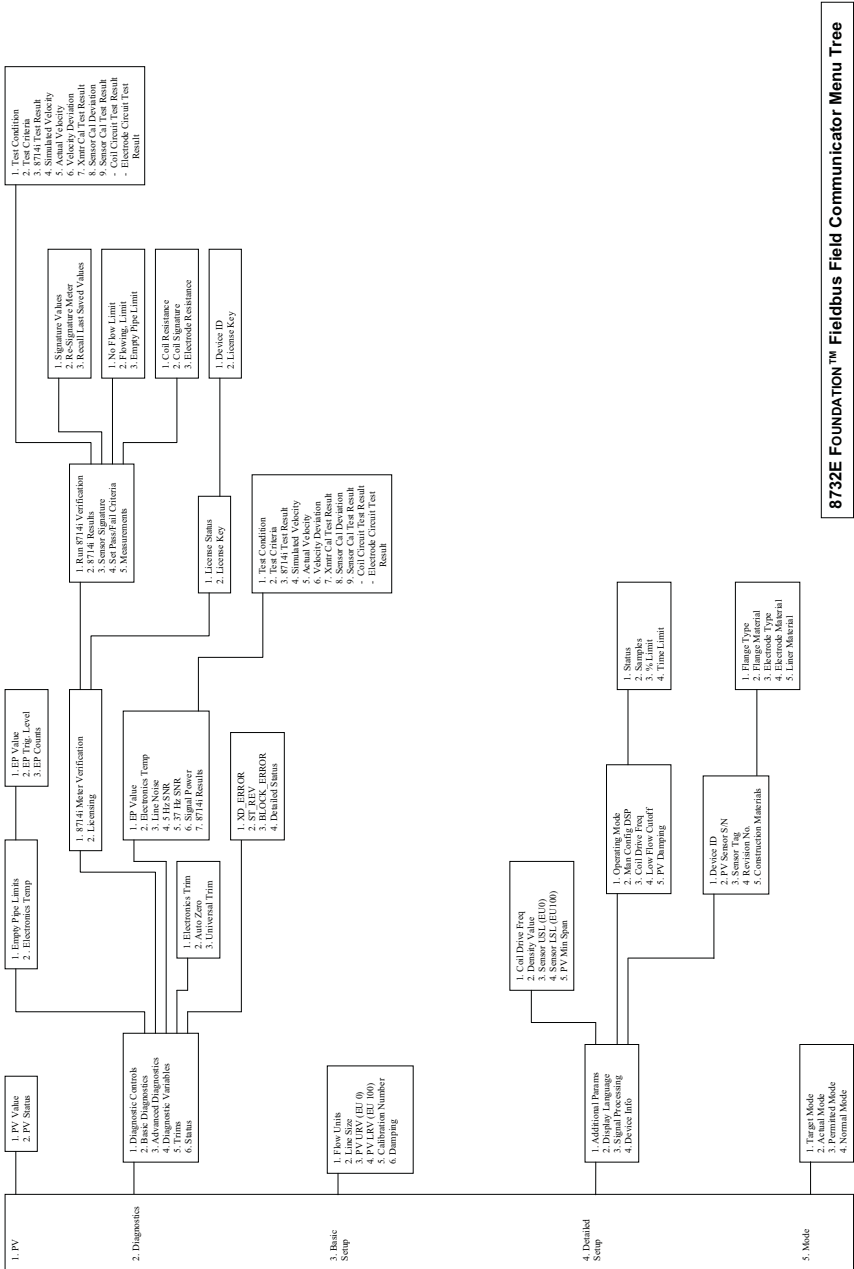 1. PV
2. Diagnostics
3. Basic
Setup
4. Detailed
Setup
5. Mode
1. PV Value
2. PV Status
1. Diagnostic Controls
2. Basic Diagnostics
3. Advanced Diagnostics
4. Diagnostic Variables
5. Trims
6. Status
1. Empty Pipe Limits
2 . Electronics Temp
1. EP Value
2. EP Trig. Level
3. EP Counts
1. 8714i Meter Verification
2. Licensing
1. Run 8714i Verification
2. 8714i Results
3. Sensor Signature
4. Set Pass/Fail Criteria
5. Measurements
1. Test Condition
2. Test Criteria
3. 8714i Test Result
4. Simulated Velocity
5. Actual Velocity
6. Velocity Deviation
7. Xmtr Cal Test Result
8. Sensor Cal Deviation
9. Sensor Cal Test Result
- Coil Circuit Test Result
- Electrode Circuit Test
Result
1. Signature Values
2. Re-Signature Meter
3. Recall Last Saved Values
1. No Flow Limit
2. Flowing, Limit
3. Empty Pipe Limit
1. Coil Resistance
2. Coil Signature
3. Electrode Resistance
1. License Status
2. License Key
1. Device ID
2. License Key
1. EP Value
2. Electronics Temp
3. Line Noise
4. 5 Hz SNR
5. 37 Hz SNR
6. Signal Power
7. 8714i Results
1. Test Condition
2. Test Criteria
3. 8714i Test Result
4. Simulated Velocity
5. Actual Velocity
6. Velocity Deviation
7. Xmtr Cal Test Result
8. Sensor Cal Deviation
9. Sensor Cal Test Result
- Coil Circuit Test Result
- Electrode Circuit Test
Result
1. Electronics Trim
2. Auto Zero
3. Universal Trim
1. XD_ERROR
2. ST_REV
3. BLOCK_ERROR
4. Detailed Status
1. Flow Units
2. Line Size
3. PV URV (EU 0)
4. PV LRV (EU 100)
5. Calibration Number
6. Damping
1. Additional Params
2. Display Language
3. Signal Processing
4. Device Info
1. Coil Drive Freq
2. Density Value
3. Sensor USL (EU0)
4. Sensor LSL (EU100)
5. PV Min Span
1. Operating Mode
2. Man Config DSP
3. Coil Drive Freq
4. Low Flow Cutoff
5. PV Damping
1. Status
2. Samples
3. % Limit
4. Time Limit
1. Device ID
2. PV Sensor S/N
3. Sensor Tag
4 Revision No.
5. Construction Materials
1. Flange Type
2. Flange Material
3. Electrode Type
4. Electrode Material
5. Liner Material
1. Target Mode
2. Actual Mode
3. Permitted Mode
4. Normal Mode
8732E FOUNDATION™ Fieldbus Field Communicator Menu Tree